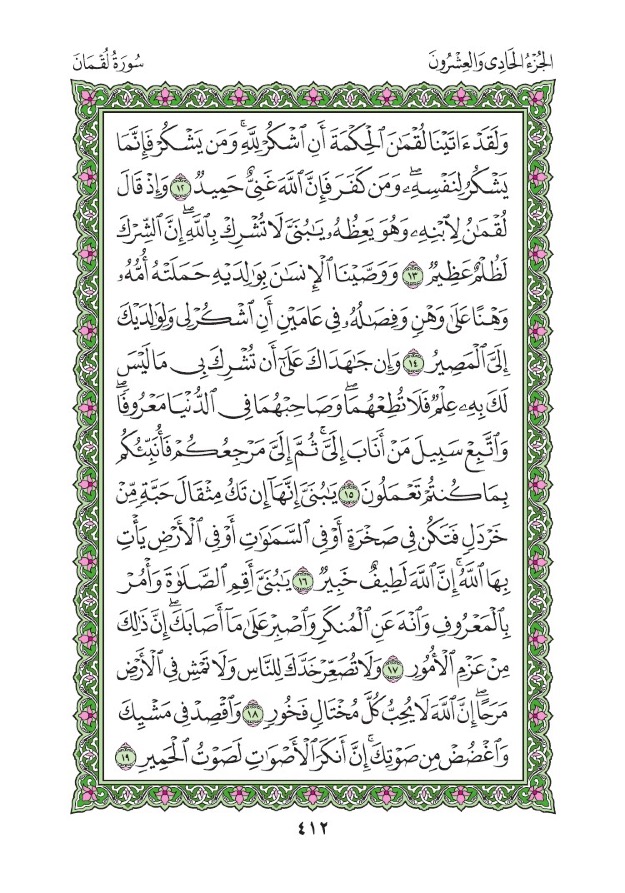 الجُزْءُ الحَادِي وَالعِشْرُونَ
سُورَةُ لُقْمَانَ
وَلَقَدْ ءَاتَيْنَا لُقْمَٰنَ ٱلْحِكْمَةَ أَنِ ٱشْكُرْ لِلَّهِۚ وَمَن يَشْكُرْ فَإِنَّمَا
يَشْكُرُ لِنَفْسِهِۦۖ وَمَن كَفَرَ فَإِنَّ ٱللَّهَ غَنِيٌّ حَمِيدٌ ١٢ وَإِذْ قَالَ
لُقْمَٰنُ لِٱبْنِهِۦ وَهُوَ يَعِظُهُۥ يَٰبُنَيَّ لَا تُشْرِكْ بِٱللَّهِۖ إِنَّ ٱلشِّرْكَ
لَظُلْمٌ عَظِيمٌ ١٣ وَوَصَّيْنَا ٱلْإِنسَٰنَ بِوَٰلِدَيْهِ حَمَلَتْهُ أُمُّهُۥ
وَهْنًا عَلَىٰ وَهْنٍ وَفِصَٰلُهُۥ فِي عَامَيْنِ أَنِ ٱشْكُرْ لِي وَلِوَٰلِدَيْكَ
إِلَيَّ ٱلْمَصِيرُ ١٤ وَإِن جَٰهَدَاكَ عَلَىٰٓ أَن تُشْرِكَ بِي مَا لَيْسَ
لَكَ بِهِۦ عِلْمٌ فَلَا تُطِعْهُمَاۖ وَصَاحِبْهُمَا فِي ٱلدُّنْيَا مَعْرُوفًاۖ
وَٱتَّبِعْ سَبِيلَ مَنْ أَنَابَ إِلَيَّۚ ثُمَّ إِلَيَّ مَرْجِعُكُمْ فَأُنَبِّئُكُم
بِمَا كُنتُمْ تَعْمَلُونَ ١٥ يَٰبُنَيَّ إِنَّهَآ إِن تَكُ مِثْقَالَ حَبَّةٍ مِّنْ
خَرْدَلٍ فَتَكُن فِي صَخْرَةٍ أَوْ فِي ٱلسَّمَٰوَٰتِ أَوْ فِي ٱلْأَرْضِ يَأْتِ
بِهَا ٱللَّهُۚ إِنَّ ٱللَّهَ لَطِيفٌ خَبِيرٌ ١٦ يَٰبُنَيَّ أَقِمِ ٱلصَّلَوٰةَ وَأْمُرْ
بِٱلْمَعْرُوفِ وَٱنْهَ عَنِ ٱلْمُنكَرِ وَٱصْبِرْ عَلَىٰ مَآ أَصَابَكَۖ إِنَّ ذَٰلِكَ
مِنْ عَزْمِ ٱلْأُمُورِ ١٧ وَلَا تُصَعِّرْ خَدَّكَ لِلنَّاسِ وَلَا تَمْشِ فِي ٱلْأَرْضِ
مَرَحًاۖ إِنَّ ٱللَّهَ لَا يُحِبُّ كُلَّ مُخْتَالٍ فَخُورٍ ١٨ وَٱقْصِدْ فِي مَشْيِكَ
وَٱغْضُضْ مِن صَوْتِكَۚ إِنَّ أَنكَرَ ٱلْأَصْوَٰتِ لَصَوْتُ ٱلْحَمِيرِ ١٩
٤١٢